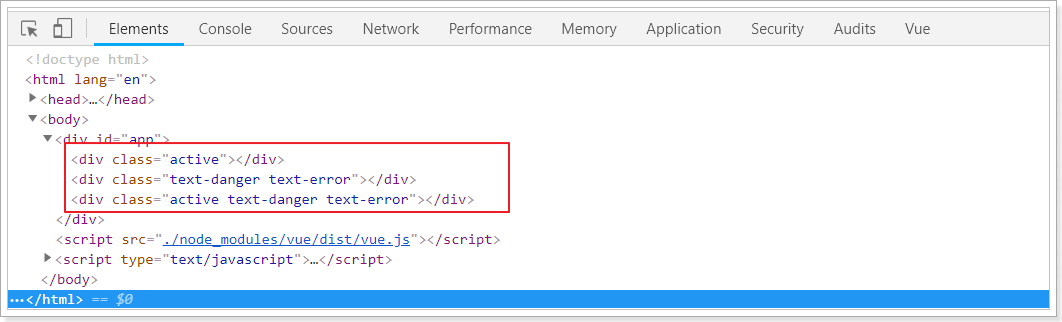 Elements Console Sources Network Performance Memory Application Security Audits Vue
<!doctype html>
<html lang="en">
<head>…</head>
<body>
<div id="app">
<div class="active"></div>
<div class="text-danger text-error"></div>
<div class="active text-danger text-error"></div>
</div>
<script src="./node_modules/vue/dist/vue.js"></script>
<script type="text/javascript">…</script>
</body>
…</html> == $0